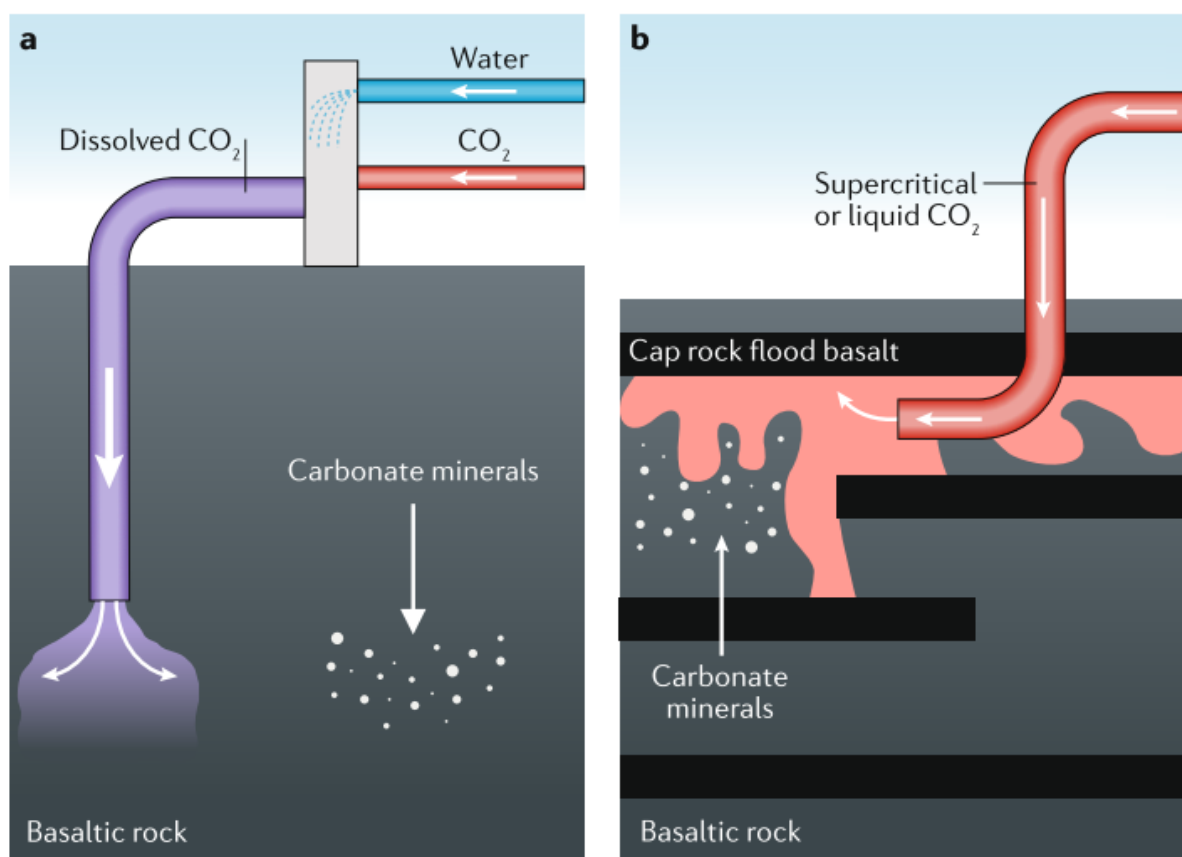 a
Water
Dissolved CO₂
CO₂
Carbonate minerals
Basaltic rock
b
Supercritical
or liquid CO₂
Cap rock flood basalt
Carbonate
minerals
Basaltic rock